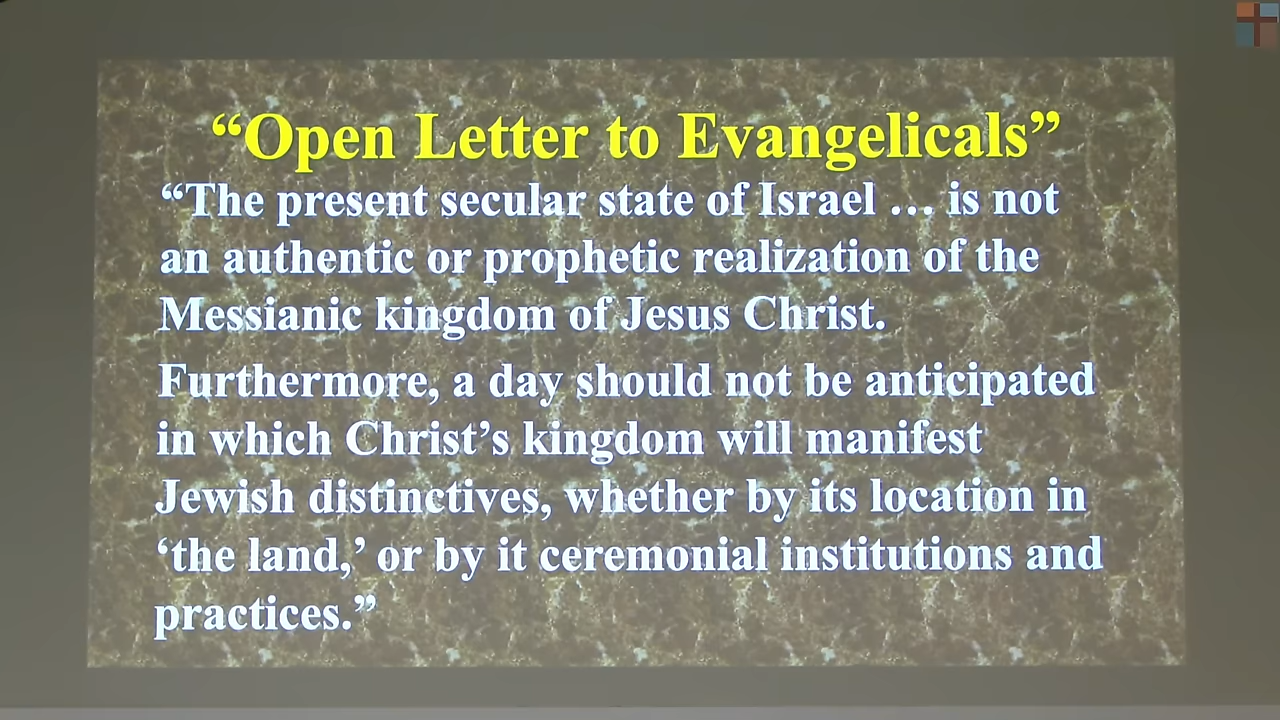 “Open Letter to Evangelicals”
“The present secular state of Israel … is not
an authentic or prophetic realization of the
Messianic kingdom of Jesus Christ.
Furthermore, a day should not be anticipated
in which Christ’s kingdom will manifest
Jewish distinctives, whether by its location in
‘the land,’ or by it ceremonial institutions and
practices.”